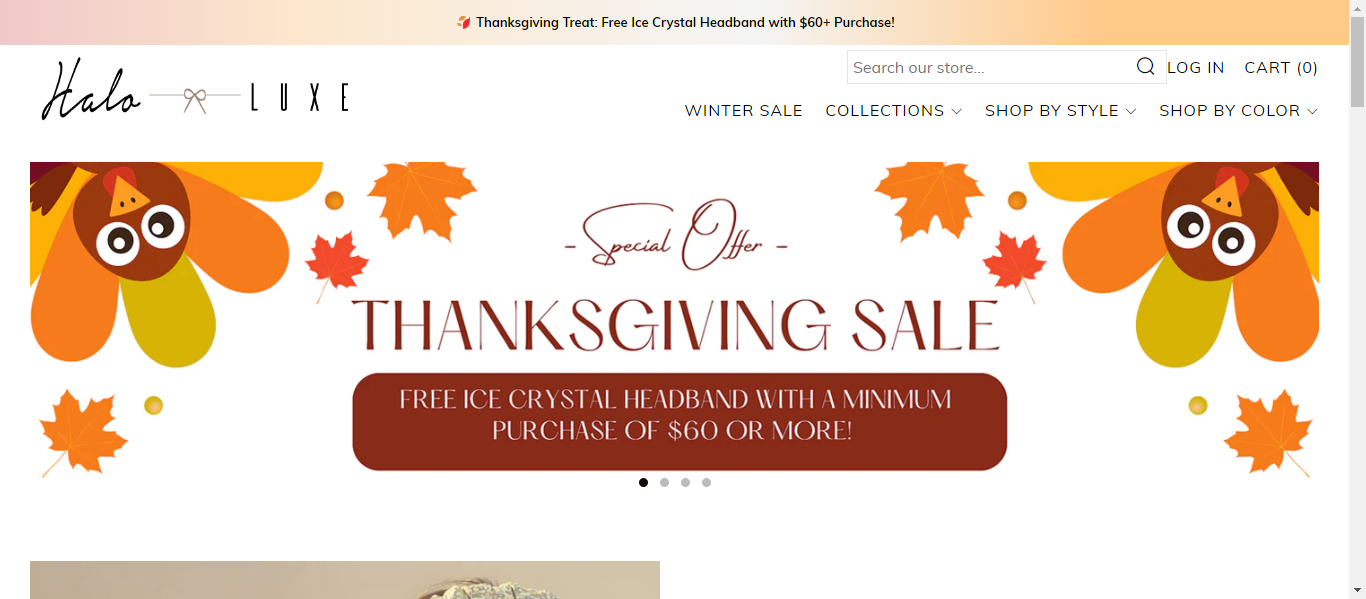 Thanksgiving Treat: Free Ice Crystal Headband with $60+ Purchase!
Halo LUXE
Search our store...
LOG IN
CART (0)
WINTER SALE
COLLECTIONS
SHOP BY STYLE
SHOP BY COLOR
- Special Offer -
THANKSGIVING SALE
FREE ICE CRYSTAL HEADBAND WITH A MINIMUM
PURCHASE OF $60 OR MORE!